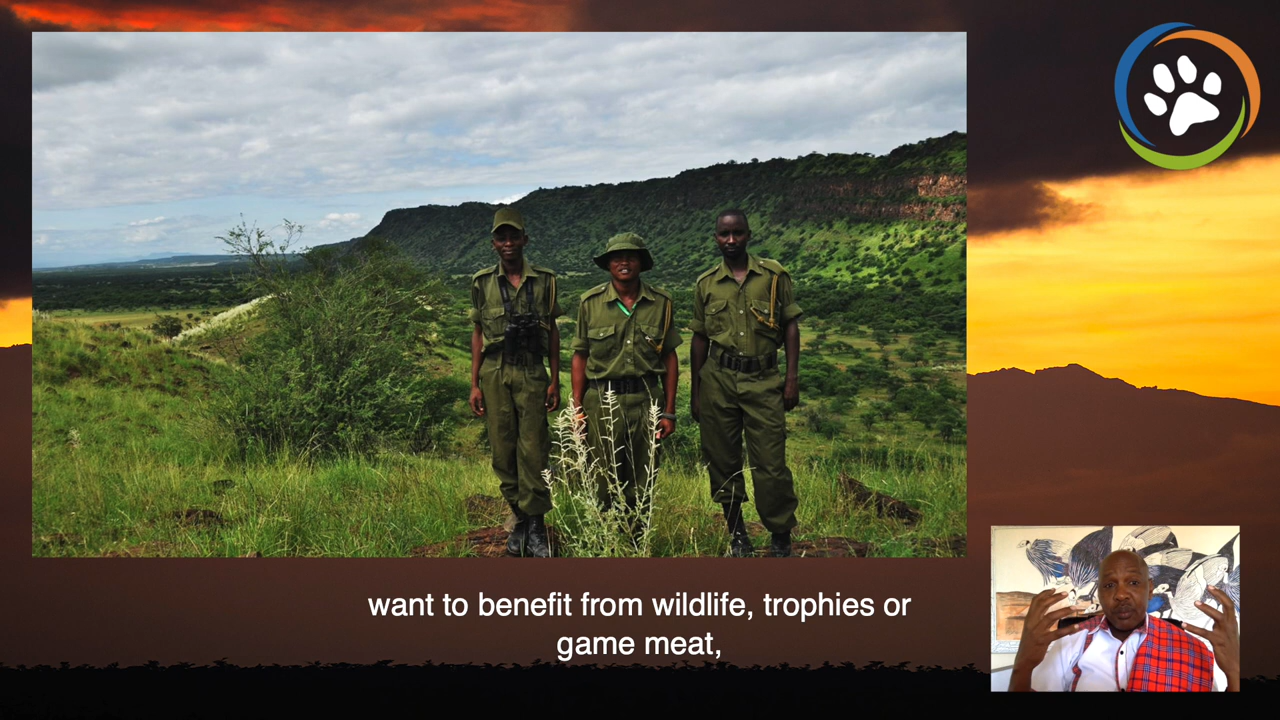 want to benefit from wildlife, trophies or
game meat,